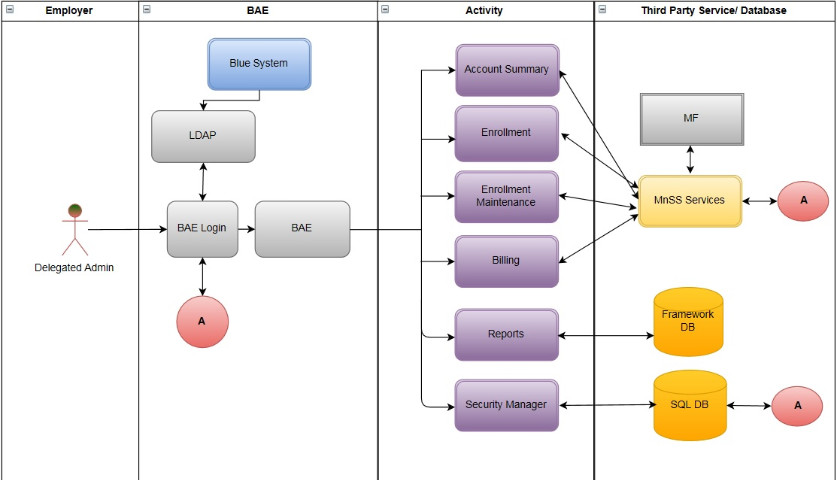 Employer
BAE
Activity
Third Party Service/ Database
Blue System
LDAP
BAE Login
BAE
A
Delegated Admin
Account Summary
Enrollment
Enrollment
Maintenance
Billing
Reports
Security Manager
MF
MnSS Services
A
Framework
DB
SQL DB
A